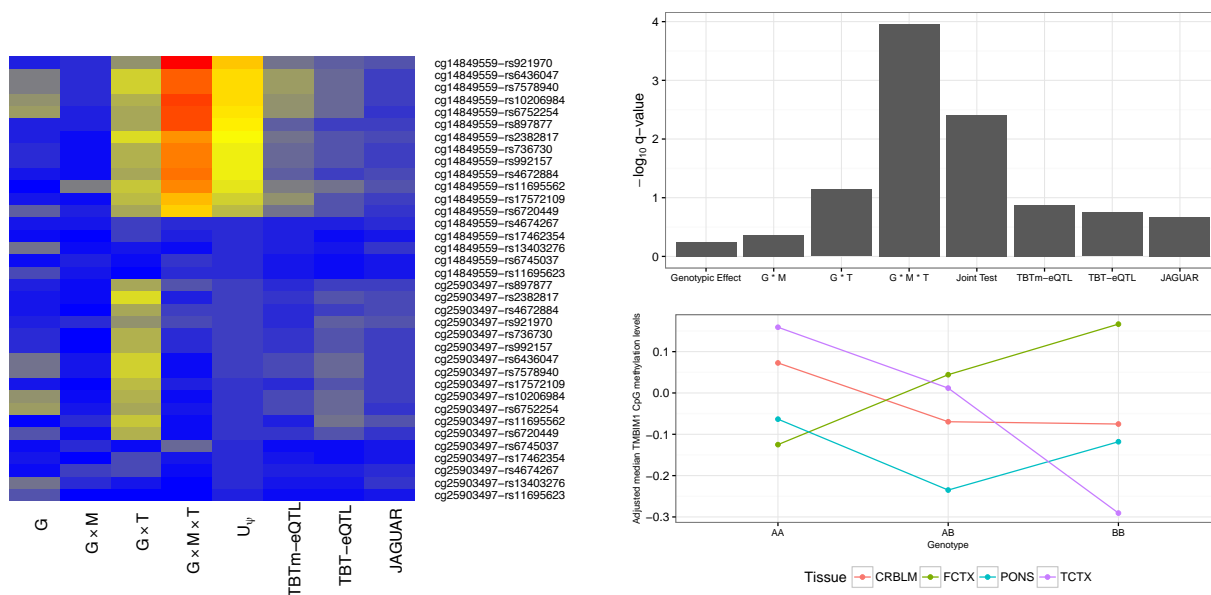 cg14849559−rs921970
cg14849559−rs6436047
cg14849559−rs7578940
cg14849559−rs10206984
cg14849559−rs6752254
cg14849559−rs897877
cg14849559−rs2382817
cg14849559−rs736730
cg14849559−rs992157
cg14849559−rs4672884
cg14849559−rs11695562
cg14849559−rs17572109
cg14849559−rs6720449
cg14849559−rs4674267
cg14849559−rs17462354
cg14849559−rs13403276
cg14849559−rs6745037
cg14849559−rs11695623
cg25903497−rs897877
cg25903497−rs2382817
cg25903497−rs4672884
cg25903497−rs921970
cg25903497−rs736730
cg25903497−rs992157
cg25903497−rs6436047
cg25903497−rs7578940
cg25903497−rs17572109
cg25903497−rs10206984
cg25903497−rs6752254
cg25903497−rs11695562
cg25903497−rs6720449
cg25903497−rs6745037
cg25903497−rs17462354
cg25903497−rs4674267
cg25903497−rs13403276
cg25903497−rs11695623
G
G × M
G × T
G × M × T
Uψ
TBTm−eQTL
TBT−eQTL
JAGUAR
−log10 q−value
4
3
2
1
0
Genotypic Effect
G * M
G * T
G * M * T
Joint Test
TBTm−eQTL
TBT−eQTL
JAGUAR
Adjusted median TMBIM1 CpG methylation levels
0.1
0.0
−0.1
−0.2
−0.3
AA
AB
BB
Genotype
Tissue
CRBLM
FCTX
PONS
TCTX